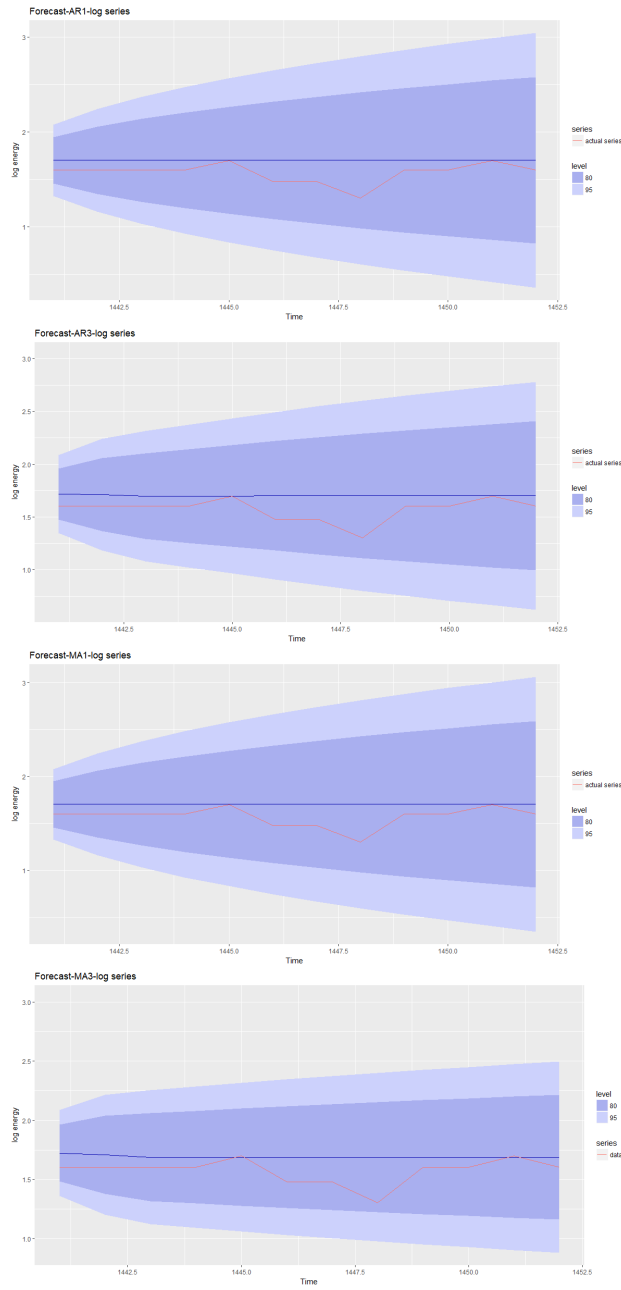 Forecast-AR1-log series
3
2
1
log energy
1442.5
1445.0
1447.5
1450.0
1452.5
Time
series
actual series
level
80
95
Forecast-AR3-log series
3.0
2.5
2.0
1.5
1.0
log energy
1442.5
1445.0
1447.5
1450.0
1452.5
Time
series
actual series
level
80
95
Forecast-MA1-log series
3
2
1
log energy
1442.5
1445.0
1447.5
1450.0
1452.5
Time
series
actual series
level
80
95
Forecast-MA3-log series
3.0
2.5
2.0
1.5
1.0
log energy
1442.5
1445.0
1447.5
1450.0
1452.5
Time
level
80
95
series
data